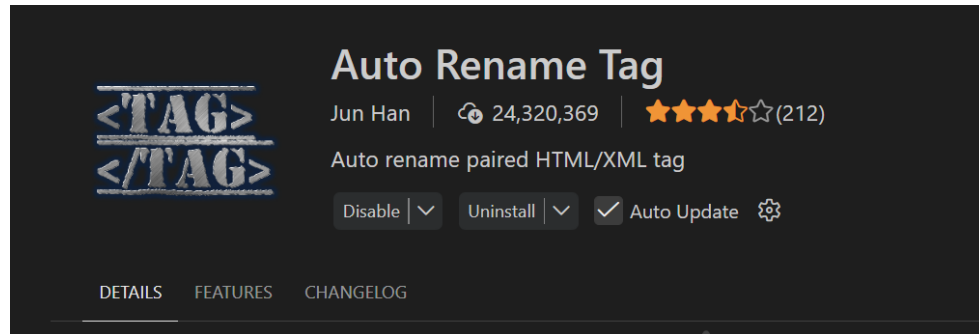 <TAG>
</TAG>
Auto Rename Tag
Jun Han 24,320,369 (212)
Auto rename paired HTML/XML tag
Disable Uninstall Auto Update
DETAILS FEATURES CHANGELOG